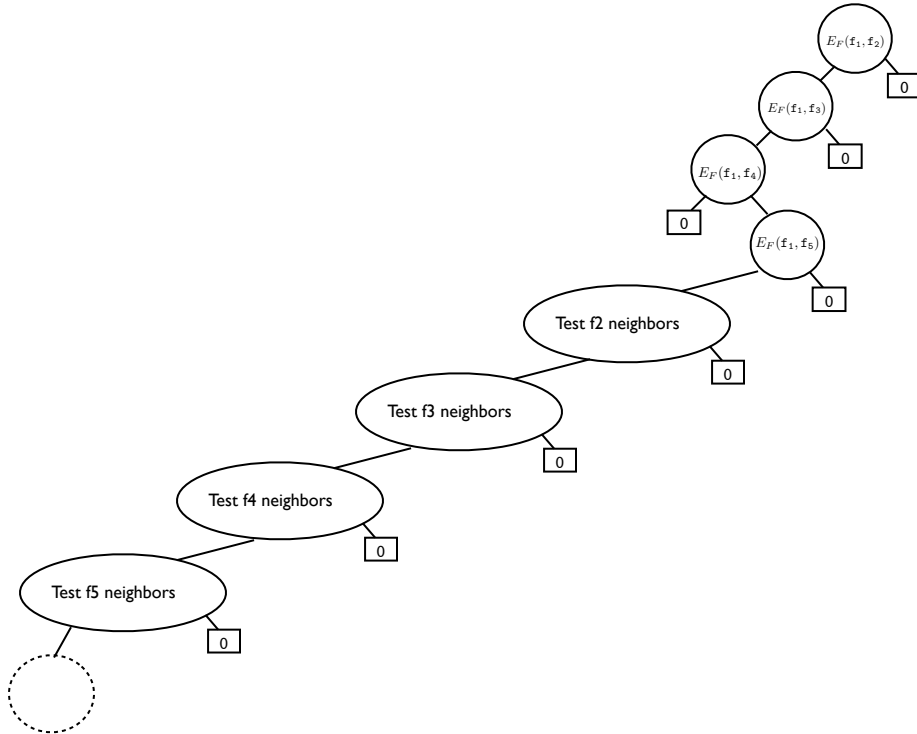 E_F(f_1, f_2)
0
E_F(f_1, f_3)
0
E_F(f_1, f_4)
0
E_F(f_1, f_5)
0
Test f2 neighbors
0
Test f3 neighbors
0
Test f4 neighbors
0
Test f5 neighbors
0